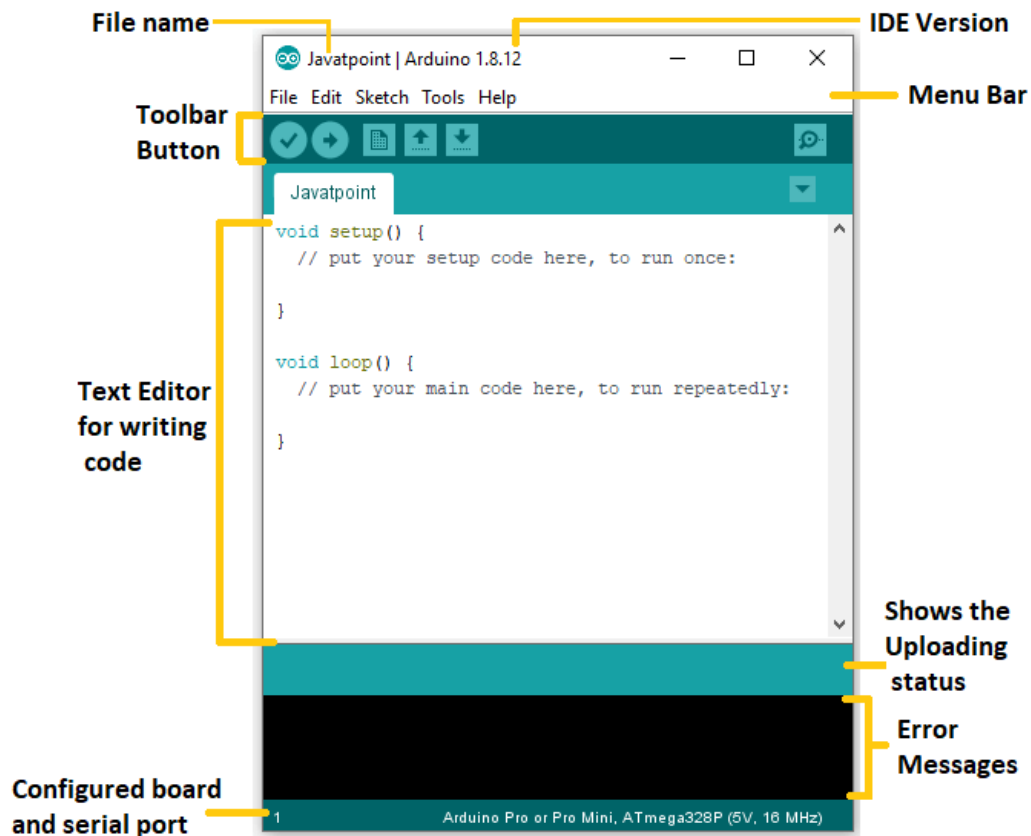 File name
IDE Version
Javatpoint | Arduino 1.8.12
File Edit Sketch Tools Help
Menu Bar
Toolbar
Button
Javatpoint
void setup() {
// put your setup code here, to run once:
}
void loop() {
// put your main code here, to run repeatedly:
}
Text Editor
for writing
code
Shows the
Uploading
status
Error
Messages
Configured board
and serial port
1
Arduino Pro or Pro Mini, ATmega328P (5V, 16 MHz)